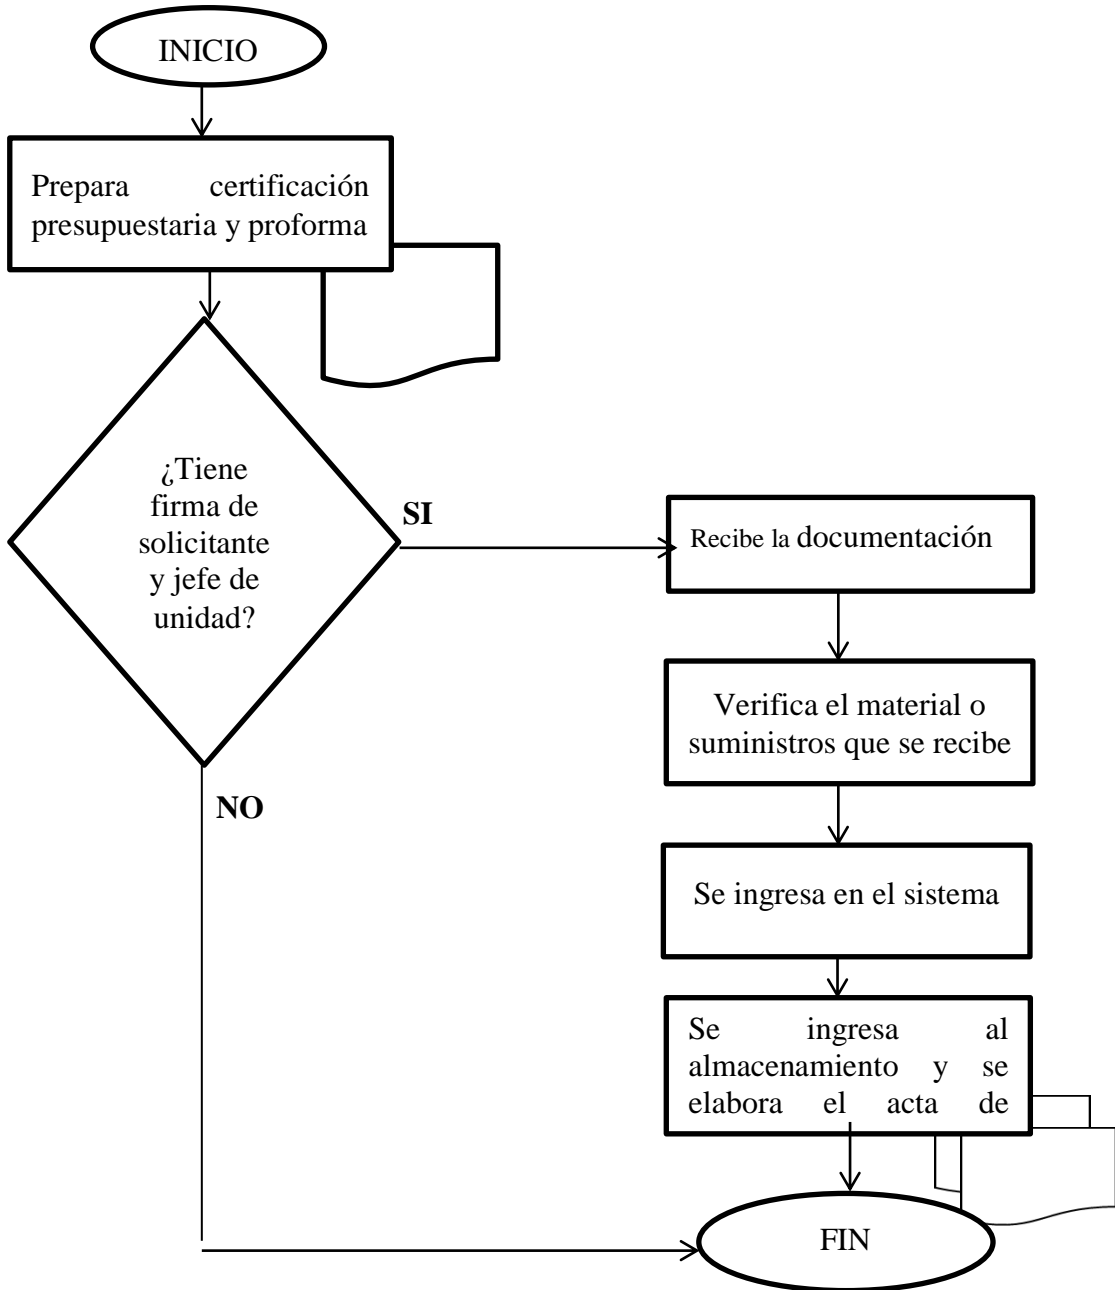 INICIO
Prepara certificación
presupuestaria y proforma
¿Tiene
firma de
solicitante
y jefe de
unidad?
SI
Recibe la documentación
Verifica el material o
suministros que se recibe
NO
Se ingresa en el sistema
Se ingresa al
almacenamiento y se
elabora el acta de
FIN